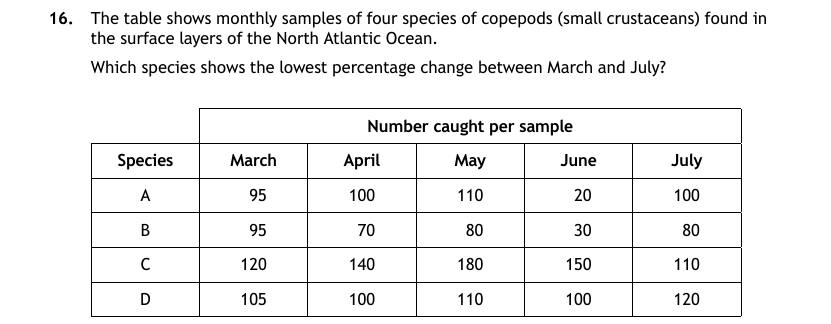 16. The table shows monthly samples of four species of copepods (small crustaceans) found in
the surface layers of the North Atlantic Ocean.
Which species shows the lowest percentage change between March and July?
Number caught per sample
Species March April May June July
A 95 100 110 20 100
B 95 70 80 30 80
C 120 140 180 150 110
D 105 100 110 100 120